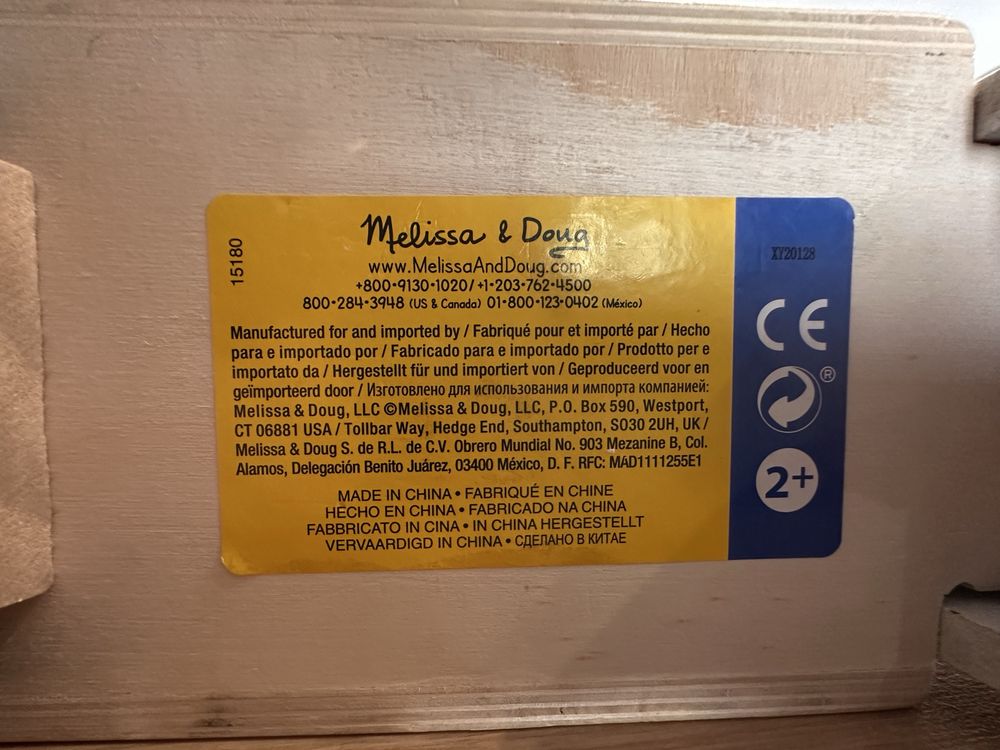 15180
Melissa & Doug
www.MelissaAndDoug.com
+800•9130•1020/+1•203•762•4500
800•284•3948 (US & Canada) 01•800•123•0402 (México)
Manufactured for and imported by / Fabriqué pour et importé par / Hecho
para e importado por / Fabricado para e importado por / Prodotto per e
importato da / Hergestellt für und importiert von / Geproduceerd voor en
geïmporteerd door / Изготовлено для использования и импорта компанией:
Melissa & Doug, LLC ©Melissa & Doug, LLC, P.O. Box 590, Westport,
CT 06881 USA / Tollbar Way, Hedge End, Southampton, SO30 2UH, UK /
Melissa & Doug S. de R.L. de C.V. Obrero Mundial No. 903 Mezanine B, Col.
Alamos, Delegación Benito Juárez, 03400 México, D. F. RFC: MAD1111255E1
MADE IN CHINA • FABRIQUÉ EN CHINE
HECHO EN CHINA • FABRICADO NA CHINA
FABBRICATO IN CINA • IN CHINA HERGESTELLT
VERVAARDIGD IN CHINA • СДЕЛАНО В КИТАЕ
XY20128
CE
®
2+